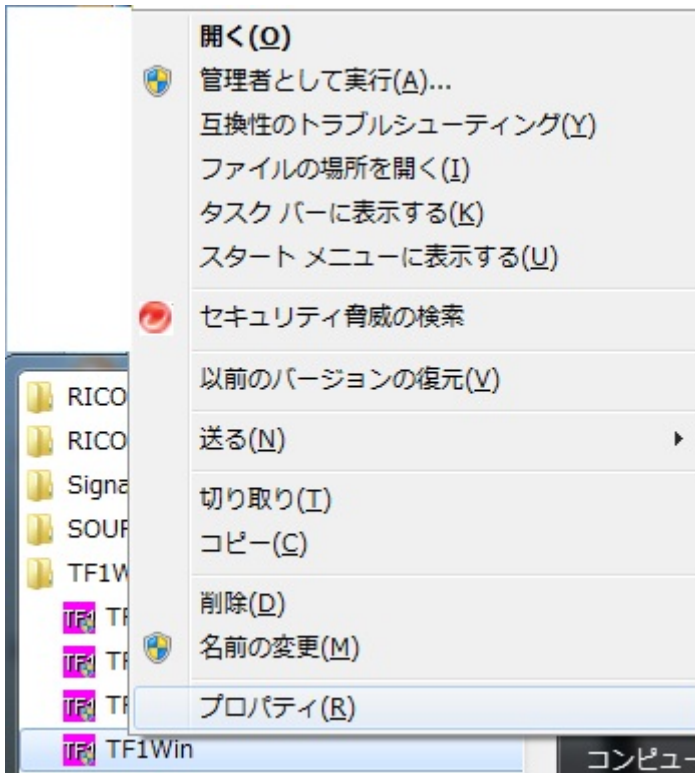 開く(O)
管理者として実行(A)...
互換性のトラブルシューティング(Y)
ファイルの場所を開く(I)
タスク バーに表示する(K)
スタート メニューに表示する(U)
セキュリティ脅威の検索
以前のバージョンの復元(V)
送る(N)
切り取り(T)
コピー(C)
削除(D)
名前の変更(M)
プロパティ(R)
RICO
RICO
Signa
SOUR
TF1W
TF1 TF
TF1 TF
TF1 TF
TF1 TF1Win
コンピュー